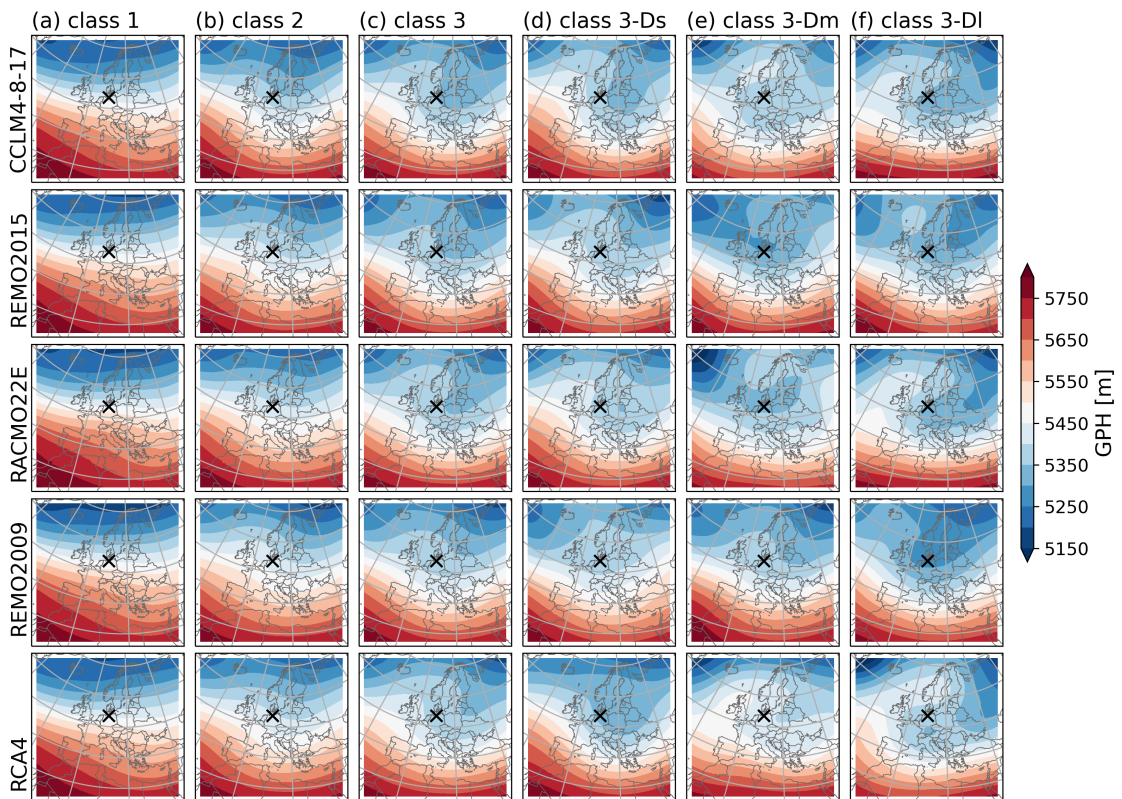 (a) class 1
(b) class 2
(c) class 3
(d) class 3-Ds
(e) class 3-Dm
(f) class 3-Dl
CCLM4-8-17
REMO2015
RACMO22E
REMO2009
RCA4
5750
5650
5550
5450
5350
5250
5150
GPH [m]